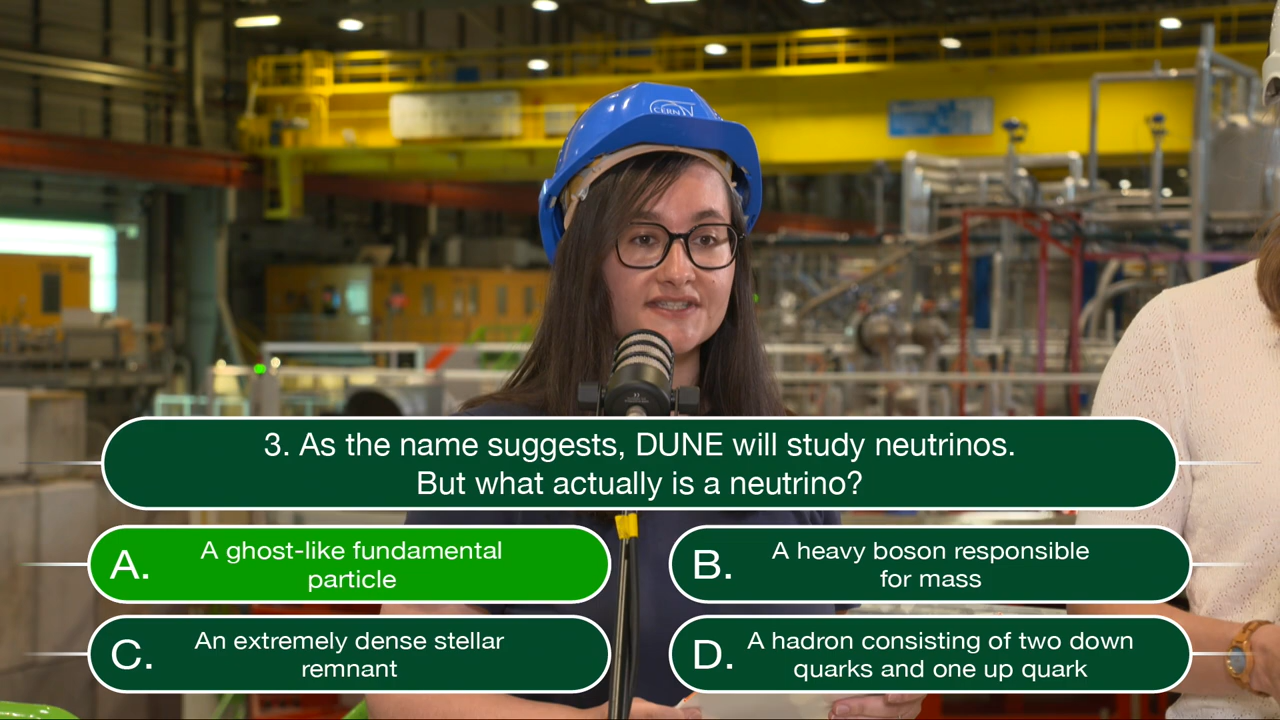 CERN
3. As the name suggests, DUNE will study neutrinos.
But what actually is a neutrino?
A. A ghost-like fundamental
particle
B. A heavy boson responsible
for mass
C. An extremely dense stellar
remnant
D. A hadron consisting of two down
quarks and one up quark